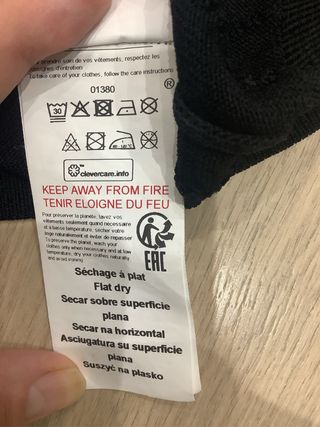 prendre soin de vos vêtements, respectez les
consignes d'entretien
To take care of your clothes, follow the care instructions
01380
®
30
clevercare.info
KEEP AWAY FROM FIRE
TENIR ELOIGNE DU FEU
Pour préserver la planète, lavez vos
vêtements seulement quand nécessaire
et à basse température, sécher votre
linge naturellement et éviter de repasser
To preserve the planet, wash your
clothes only when necessary and at low
temperature, dry your clothes naturally
and avoid ironing
EAC
Séchage à plat
Flat dry
Secar sobre superficie
plana
Secar na horizontal
Asciugatura su superficie
piana
Suszyć na płasko